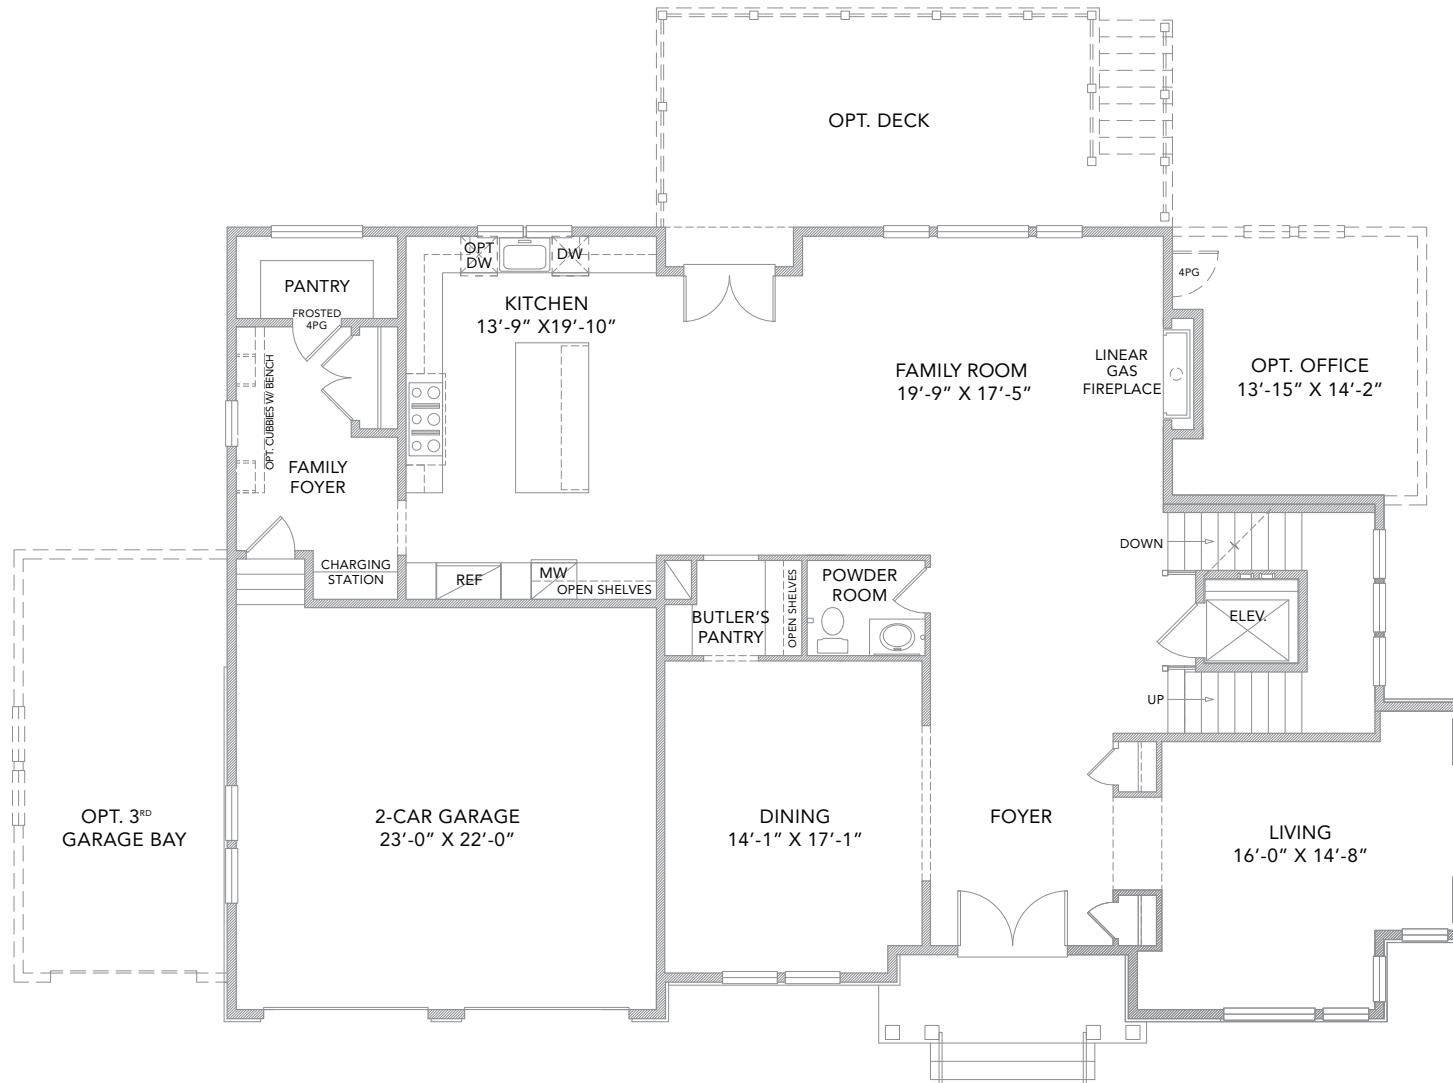 OPT. DECK
OPT
DW
DW
PANTRY
FROSTED
4PG
KITCHEN
13'-9" X19'-10"
4PG
FAMILY ROOM
19'-9" X 17'-5"
LINEAR
GAS
FIREPLACE
OPT. OFFICE
13'-15" X 14'-2"
OPT. CUBBIES W/ BENCH
FAMILY
FOYER
CHARGING
STATION
REF
MW
OPEN SHELVES
BUTLER'S
PANTRY
OPEN SHELVES
POWDER
ROOM
DOWN
ELEV.
UP
OPT. 3RD
GARAGE BAY
2-CAR GARAGE
23'-0" X 22'-0"
DINING
14'-1" X 17'-1"
FOYER
LIVING
16'-0" X 14'-8"